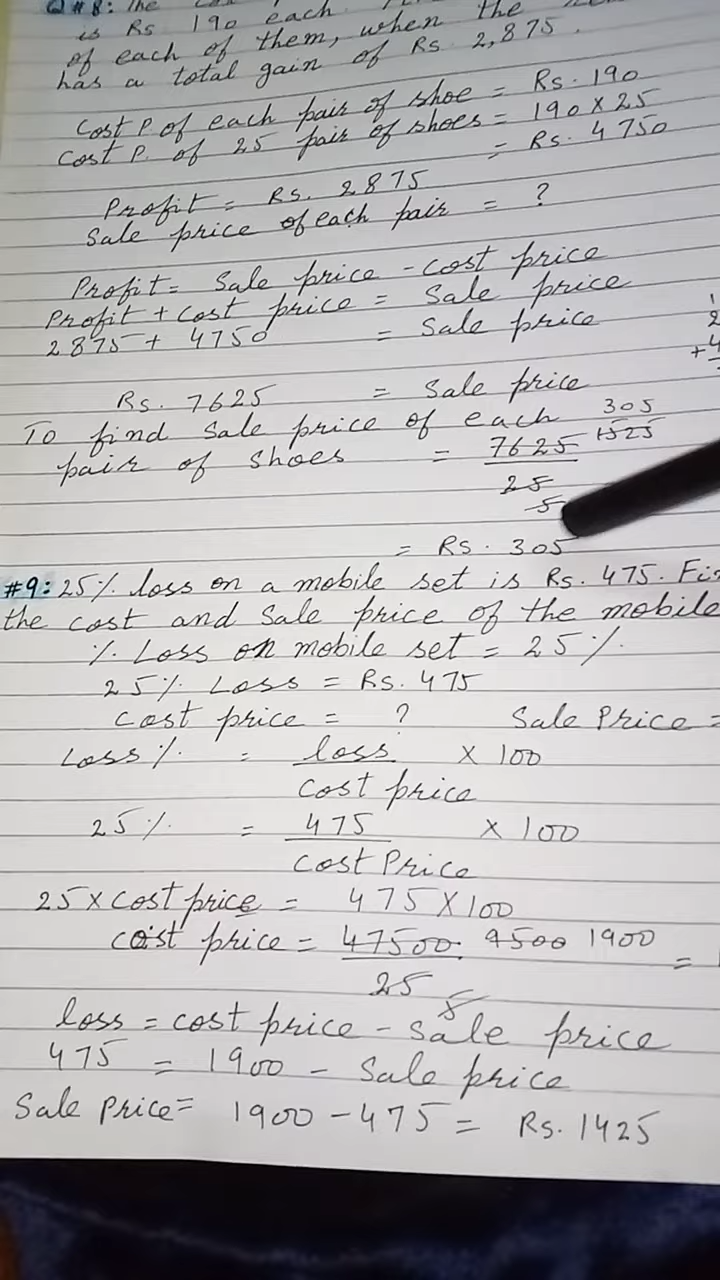 Q#8: The
is Rs 190 each. when the
of each of them,
has a total gain of Rs 2,875.
Cost P. of each pair of shoe = Rs. 190
Cost P. of 25 pair of shoes = 190 X 25
= Rs. 4750
Profit = Rs. 2875
Sale price of each pair = ?
Profit = Sale price - cost price
Profit + cost price = Sale price
2875 + 4750 = Sale price
Rs. 7625 = Sale price
To find Sale price of each 305
pair of shoes = 7625 1525
25
5
= Rs. 305
#9: 25% loss on a mobile set is Rs. 475.
the cost and Sale price of the mobile
% Loss on mobile set = 25%.
25% Loss = Rs. 475
Cost price = ? Sale Price =
Loss % = loss X 100
Cost price
25 % = 475 X 100
Cost Price
25 X Cost price = 475 X 100
cost price = 47500 9500 1900 =
25 5
loss = cost price - sale price
475 = 1900 - Sale price
Sale Price = 1900 - 475 = Rs. 1425